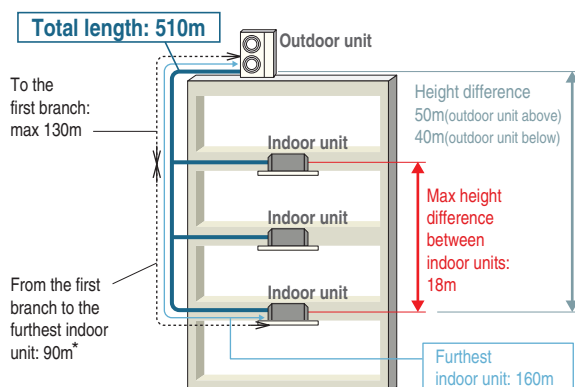 Total length: 510m
Outdoor unit
To the
first branch:
max 130m
Height difference
50m(outdoor unit above)
40m(outdoor unit below)
Indoor unit
Max height
difference
between
indoor units:
18m
Indoor unit
From the first
branch to the
furthest indoor
unit: 90m*
Indoor unit
Furthest
indoor unit: 160m